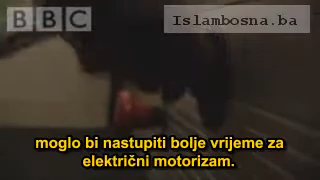 BBC
Islambosna.ba
moglo bi nastupiti bolje vrijeme za
električni motorizam.